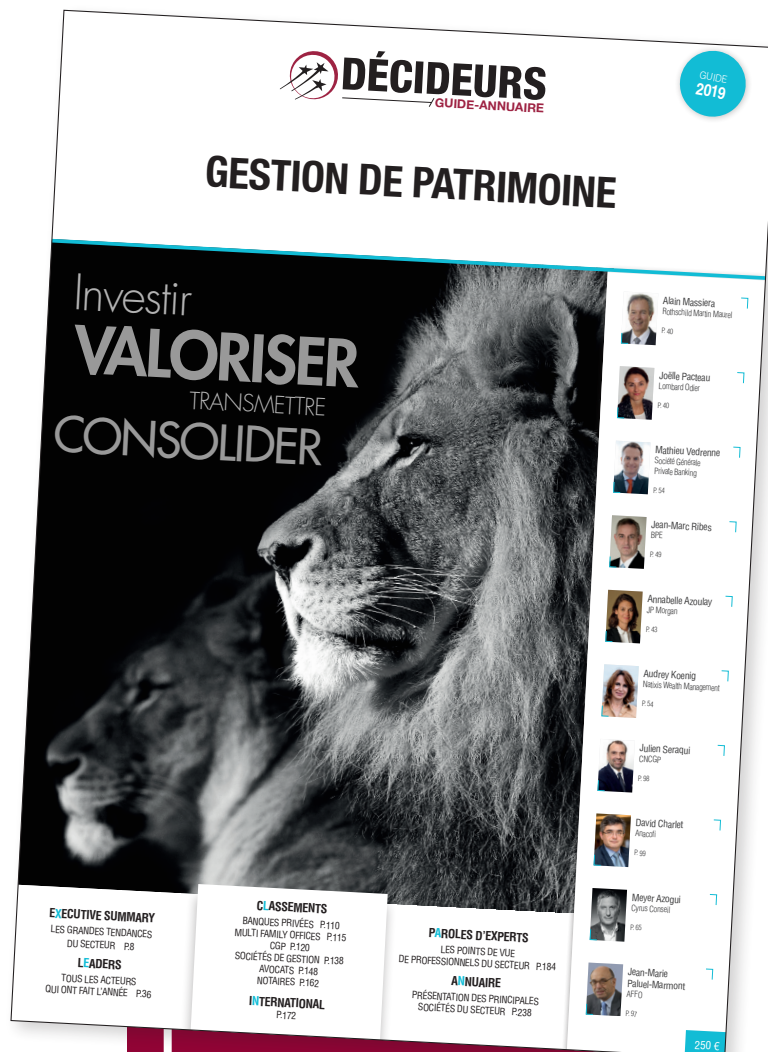 DÉCIDEURS
GUIDE-ANNUAIRE
GUIDE
2019
GESTION DE PATRIMOINE
Investir
VALORISER
TRANSMETTRE
CONSOLIDER
Alain Massiera
Rothschild Martin Maurel
P. 40
Joëlle Pacteau
Lombard Odier
P. 40
Mathieu Vedrenne
Société Générale
Private Banking
P. 54
Jean-Marc Ribes
BPE
P. 49
Annabelle Azoulay
JP Morgan
P. 43
Audrey Koenig
Natixis Wealth Management
P. 54
Julien Seraqui
CNCGP
P. 98
David Charlet
Anacofi
P. 99
Meyer Azogui
Cyrus Conseil
P. 65
Jean-Marie
Paluel-Marmont
AFFO
P. 97
EXECUTIVE SUMMARY
LES GRANDES TENDANCES
DU SECTEUR P.8
LEADERS
TOUS LES ACTEURS
QUI ONT FAIT L'ANNÉE P.36
CLASSEMENTS
BANQUES PRIVÉES P.110
MULTI FAMILY OFFICES P.115
CGP P.120
SOCIÉTÉS DE GESTION P.138
AVOCATS P.148
NOTAIRES P.162
INTERNATIONAL
P.172
PAROLES D'EXPERTS
LES POINTS DE VUE
DE PROFESSIONNELS DU SECTEUR P.184
ANNUAIRE
PRÉSENTATION DES PRINCIPALES
SOCIÉTÉS DU SECTEUR P.238
250 €